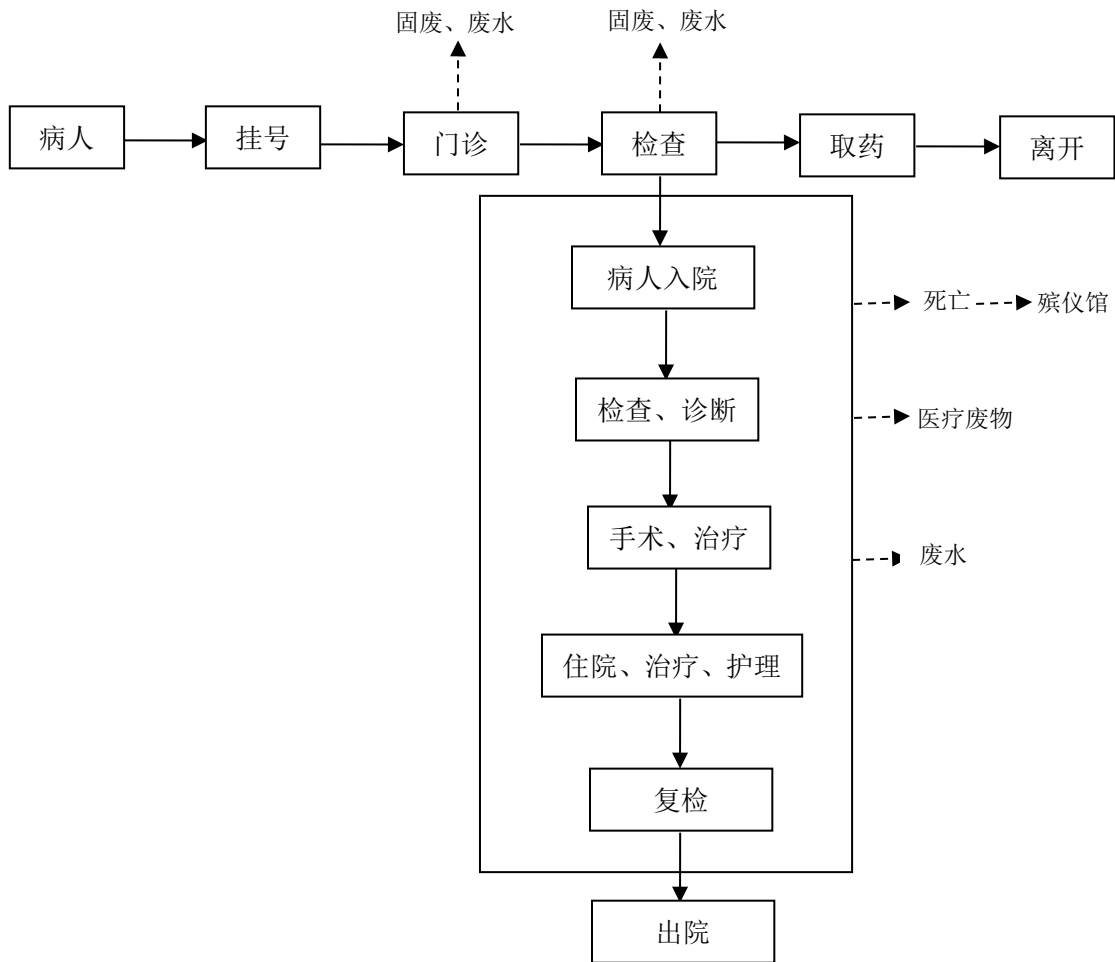 固废、废水
固废、废水
病人
挂号
门诊
检查
取药
离开
病人入院
死亡
殡仪馆
检查、诊断
医疗废物
手术、治疗
废水
住院、治疗、护理
复检
出院